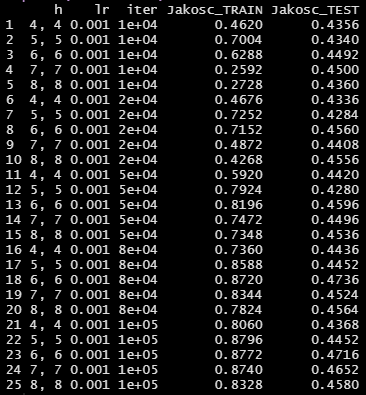 h lr iter Jakosc_TRAIN Jakosc_TEST
1 4, 4 0.001 1e+04 0.4620 0.4356
2 5, 5 0.001 1e+04 0.7004 0.4340
3 6, 6 0.001 1e+04 0.6288 0.4492
4 7, 7 0.001 1e+04 0.2592 0.4500
5 8, 8 0.001 1e+04 0.2728 0.4360
6 4, 4 0.001 2e+04 0.4676 0.4336
7 5, 5 0.001 2e+04 0.7252 0.4284
8 6, 6 0.001 2e+04 0.7152 0.4560
9 7, 7 0.001 2e+04 0.4872 0.4408
10 8, 8 0.001 2e+04 0.4268 0.4556
11 4, 4 0.001 5e+04 0.5920 0.4420
12 5, 5 0.001 5e+04 0.7924 0.4280
13 6, 6 0.001 5e+04 0.8196 0.4596
14 7, 7 0.001 5e+04 0.7472 0.4496
15 8, 8 0.001 5e+04 0.7348 0.4536
16 4, 4 0.001 8e+04 0.7360 0.4436
17 5, 5 0.001 8e+04 0.8588 0.4452
18 6, 6 0.001 8e+04 0.8720 0.4736
19 7, 7 0.001 8e+04 0.8344 0.4524
20 8, 8 0.001 8e+04 0.7824 0.4564
21 4, 4 0.001 1e+05 0.8060 0.4368
22 5, 5 0.001 1e+05 0.8796 0.4452
23 6, 6 0.001 1e+05 0.8772 0.4716
24 7, 7 0.001 1e+05 0.8740 0.4652
25 8, 8 0.001 1e+05 0.8328 0.4580